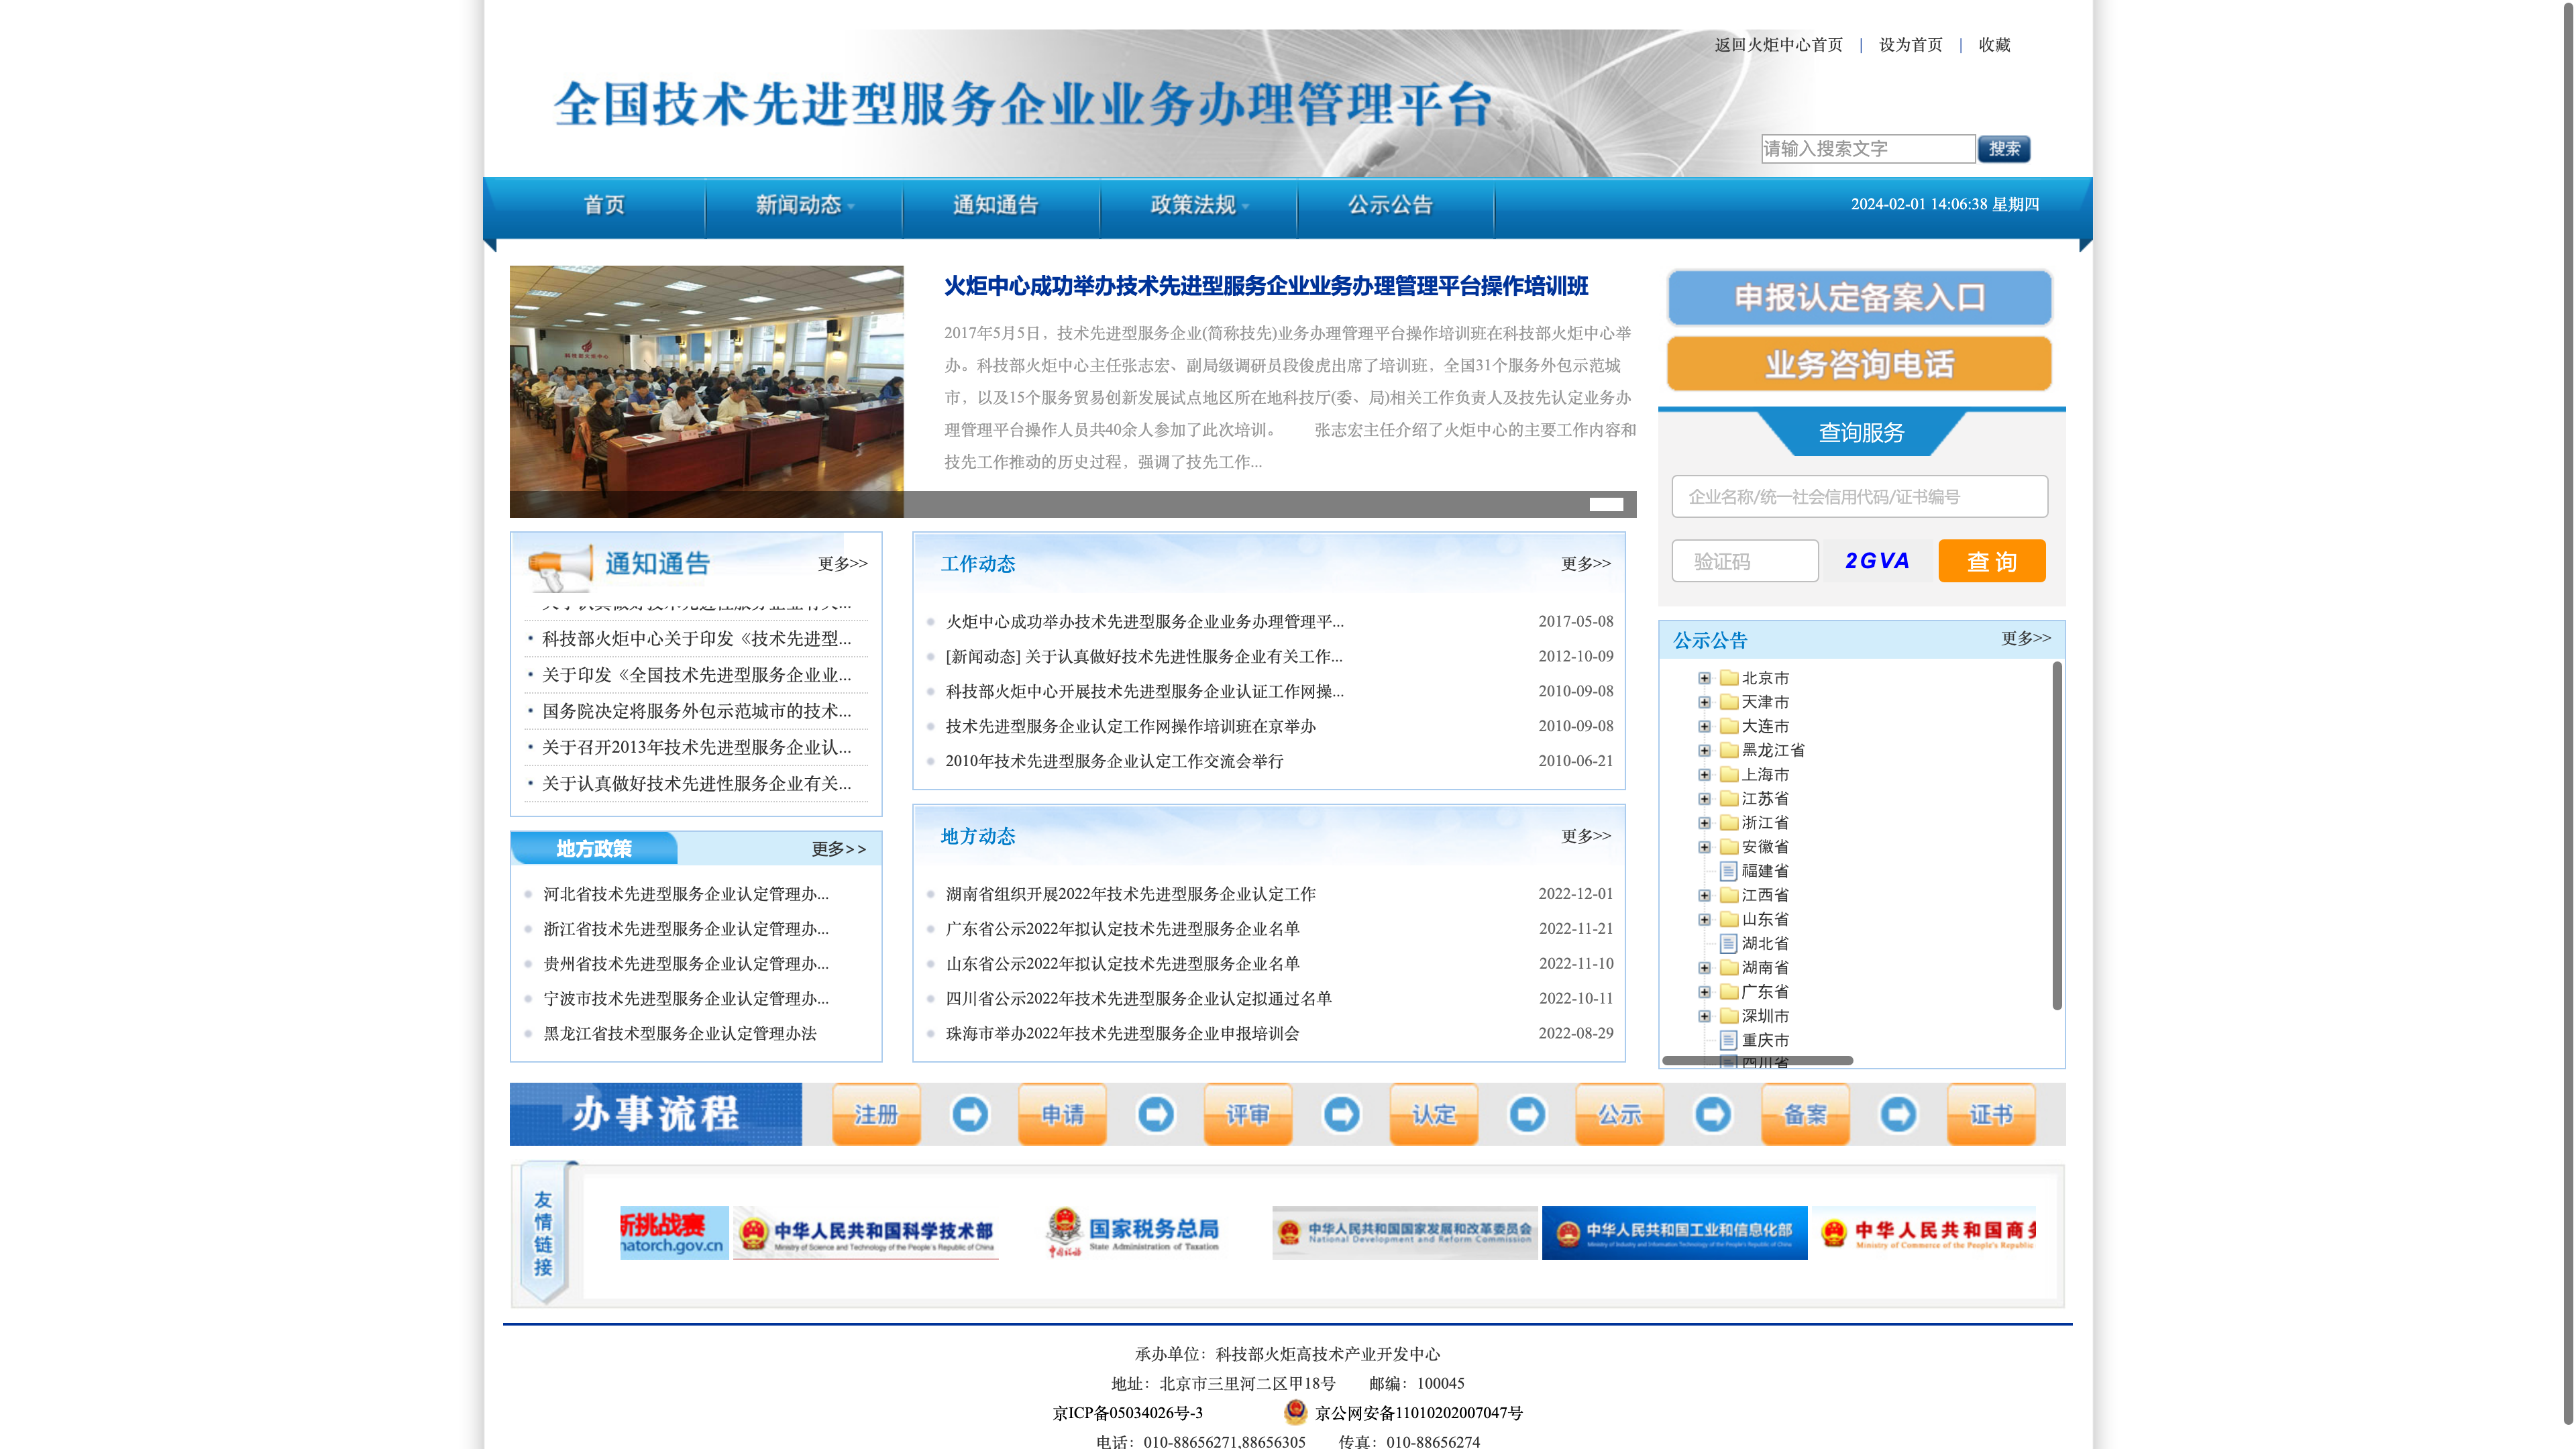 返回火炬中心首页 | 设为首页 | 收藏
全国技术先进型服务企业业务办理管理平台
请输入搜索文字 搜索
首页 新闻动态 通知通告 政策法规 公示公告 2024-02-01 14:06:38 星期四
科技部火炬中心
火炬中心成功举办技术先进型服务企业业务办理管理平台操作培训班
2017年5月5日，技术先进型服务企业(简称技先)业务办理管理平台操作培训班在科技部火炬中心举
办。科技部火炬中心主任张志宏、副局级调研员段俊虎出席了培训班，全国31个服务外包示范城
市，以及15个服务贸易创新发展试点地区所在地科技厅(委、局)相关工作负责人及技先认定业务办
理管理平台操作人员共40余人参加了此次培训。 张志宏主任介绍了火炬中心的主要工作内容和
技先工作推动的历史过程，强调了技先工作...
申报认定备案入口
业务咨询电话
查询服务
企业名称/统一社会信用代码/证书编号
验证码 2GVA 查 询
通知通告 更多>>
关于认真做好技术先进性服务企业有关...
科技部火炬中心关于印发《技术先进型...
关于印发《全国技术先进型服务企业业...
国务院决定将服务外包示范城市的技术...
关于召开2013年技术先进型服务企业认...
关于认真做好技术先进性服务企业有关...
工作动态 更多>>
火炬中心成功举办技术先进型服务企业业务办理管理平... 2017-05-08
[新闻动态] 关于认真做好技术先进性服务企业有关工作... 2012-10-09
科技部火炬中心开展技术先进型服务企业认证工作网操... 2010-09-08
技术先进型服务企业认定工作网操作培训班在京举办 2010-09-08
2010年技术先进型服务企业认定工作交流会举行 2010-06-21
公示公告 更多>>
北京市
天津市
大连市
黑龙江省
上海市
江苏省
浙江省
安徽省
福建省
江西省
山东省
湖北省
湖南省
广东省
深圳市
重庆市
四川省
地方政策 更多>>
河北省技术先进型服务企业认定管理办...
浙江省技术先进型服务企业认定管理办...
贵州省技术先进型服务企业认定管理办...
宁波市技术先进型服务企业认定管理办...
黑龙江省技术型服务企业认定管理办法
地方动态 更多>>
湖南省组织开展2022年技术先进型服务企业认定工作 2022-12-01
广东省公示2022年拟认定技术先进型服务企业名单 2022-11-21
山东省公示2022年拟认定技术先进型服务企业名单 2022-11-10
四川省公示2022年技术先进型服务企业认定拟通过名单 2022-10-11
珠海市举办2022年技术先进型服务企业申报培训会 2022-08-29
办事流程 注册 申请 评审 认定 公示 备案 证书
友情链接
新挑战赛
natorch.gov.cn
中华人民共和国科学技术部
Ministry of Science and Technology of the People's Republic of China
国家税务总局
State Administration of Taxation
中国税务
中华人民共和国国家发展和改革委员会
National Development and Reform Commission
中华人民共和国工业和信息化部
Ministry of Industry and Information Technology of the People's Republic of China
中华人民共和国商务
Ministry of Commerce of the People's Republic
承办单位：科技部火炬高技术产业开发中心
地址：北京市三里河二区甲18号 邮编：100045
京ICP备05034026号-3 京公网安备11010202007047号
电话：010-88656271,88656305 传真：010-88656274